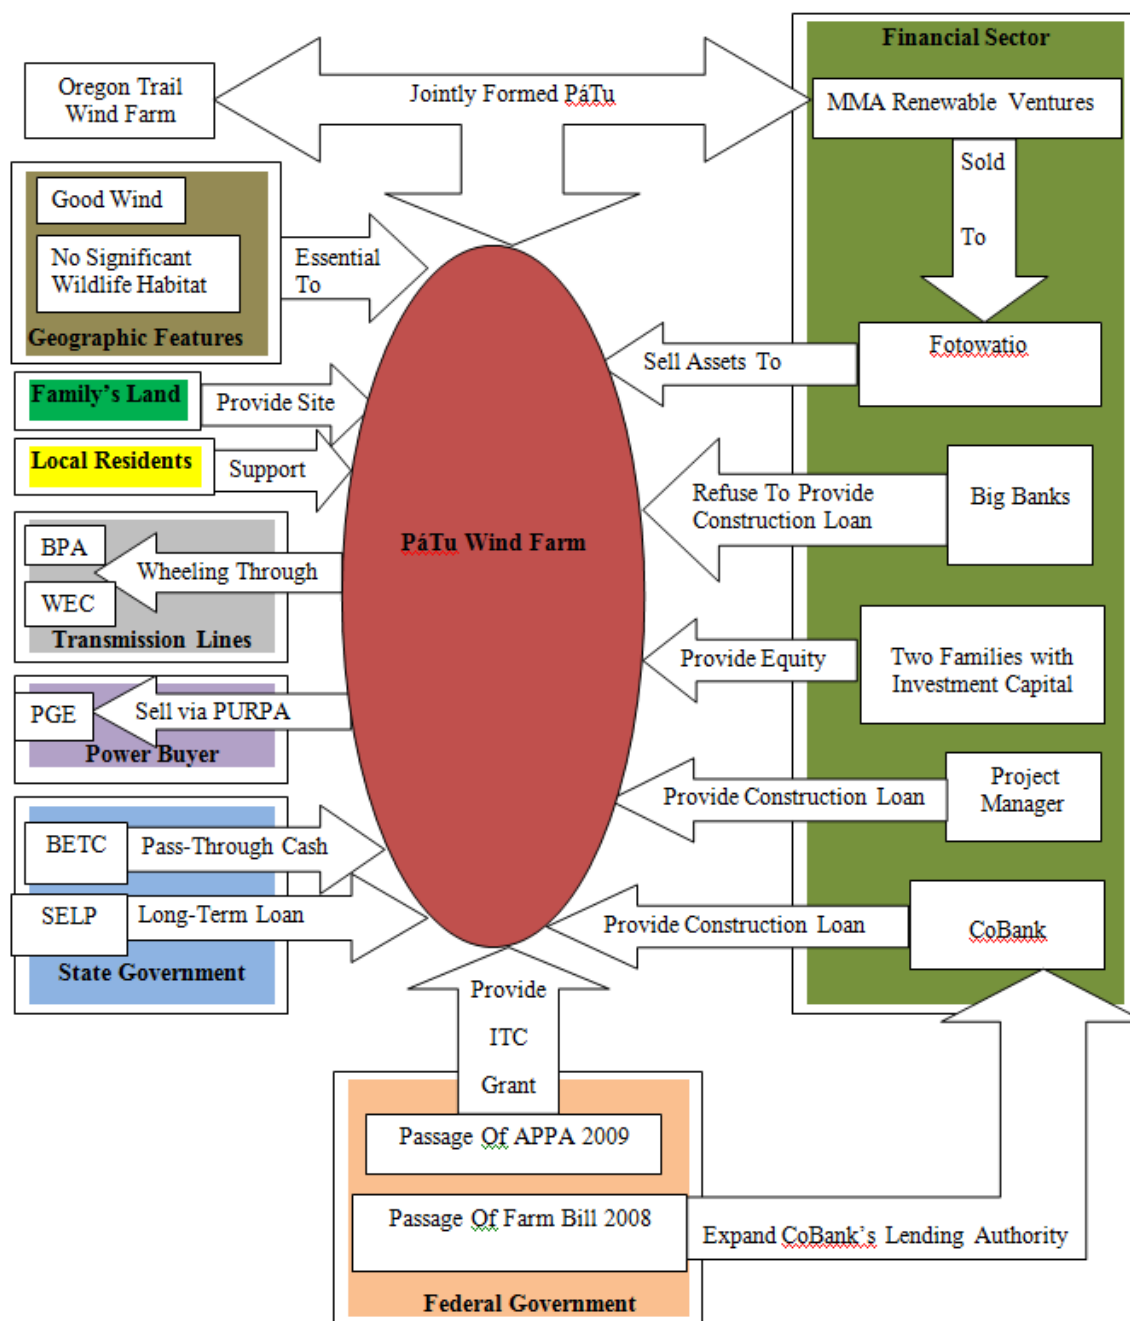 Financial Sector
Oregon Trail
Wind Farm
Jointly Formed PáTu
MMA Renewable Ventures
Sold
To
Good Wind
No Significant
Wildlife Habitat
Geographic Features
Essential
To
Fotowatio
Sell Assets To
Family's Land
Provide Site
Local Residents
Support
Refuse To Provide
Construction Loan
Big Banks
PáTu Wind Farm
BPA
WEC
Wheeling Through
Transmission Lines
Provide Equity
Two Families with
Investment Capital
PGE
Sell via PURPA
Power Buyer
Provide Construction Loan
Project
Manager
BETC
Pass-Through Cash
SELP
Long-Term Loan
State Government
Provide Construction Loan
CoBank
Provide
ITC
Grant
Passage Of APPA 2009
Passage Of Farm Bill 2008
Expand CoBank's Lending Authority
Federal Government